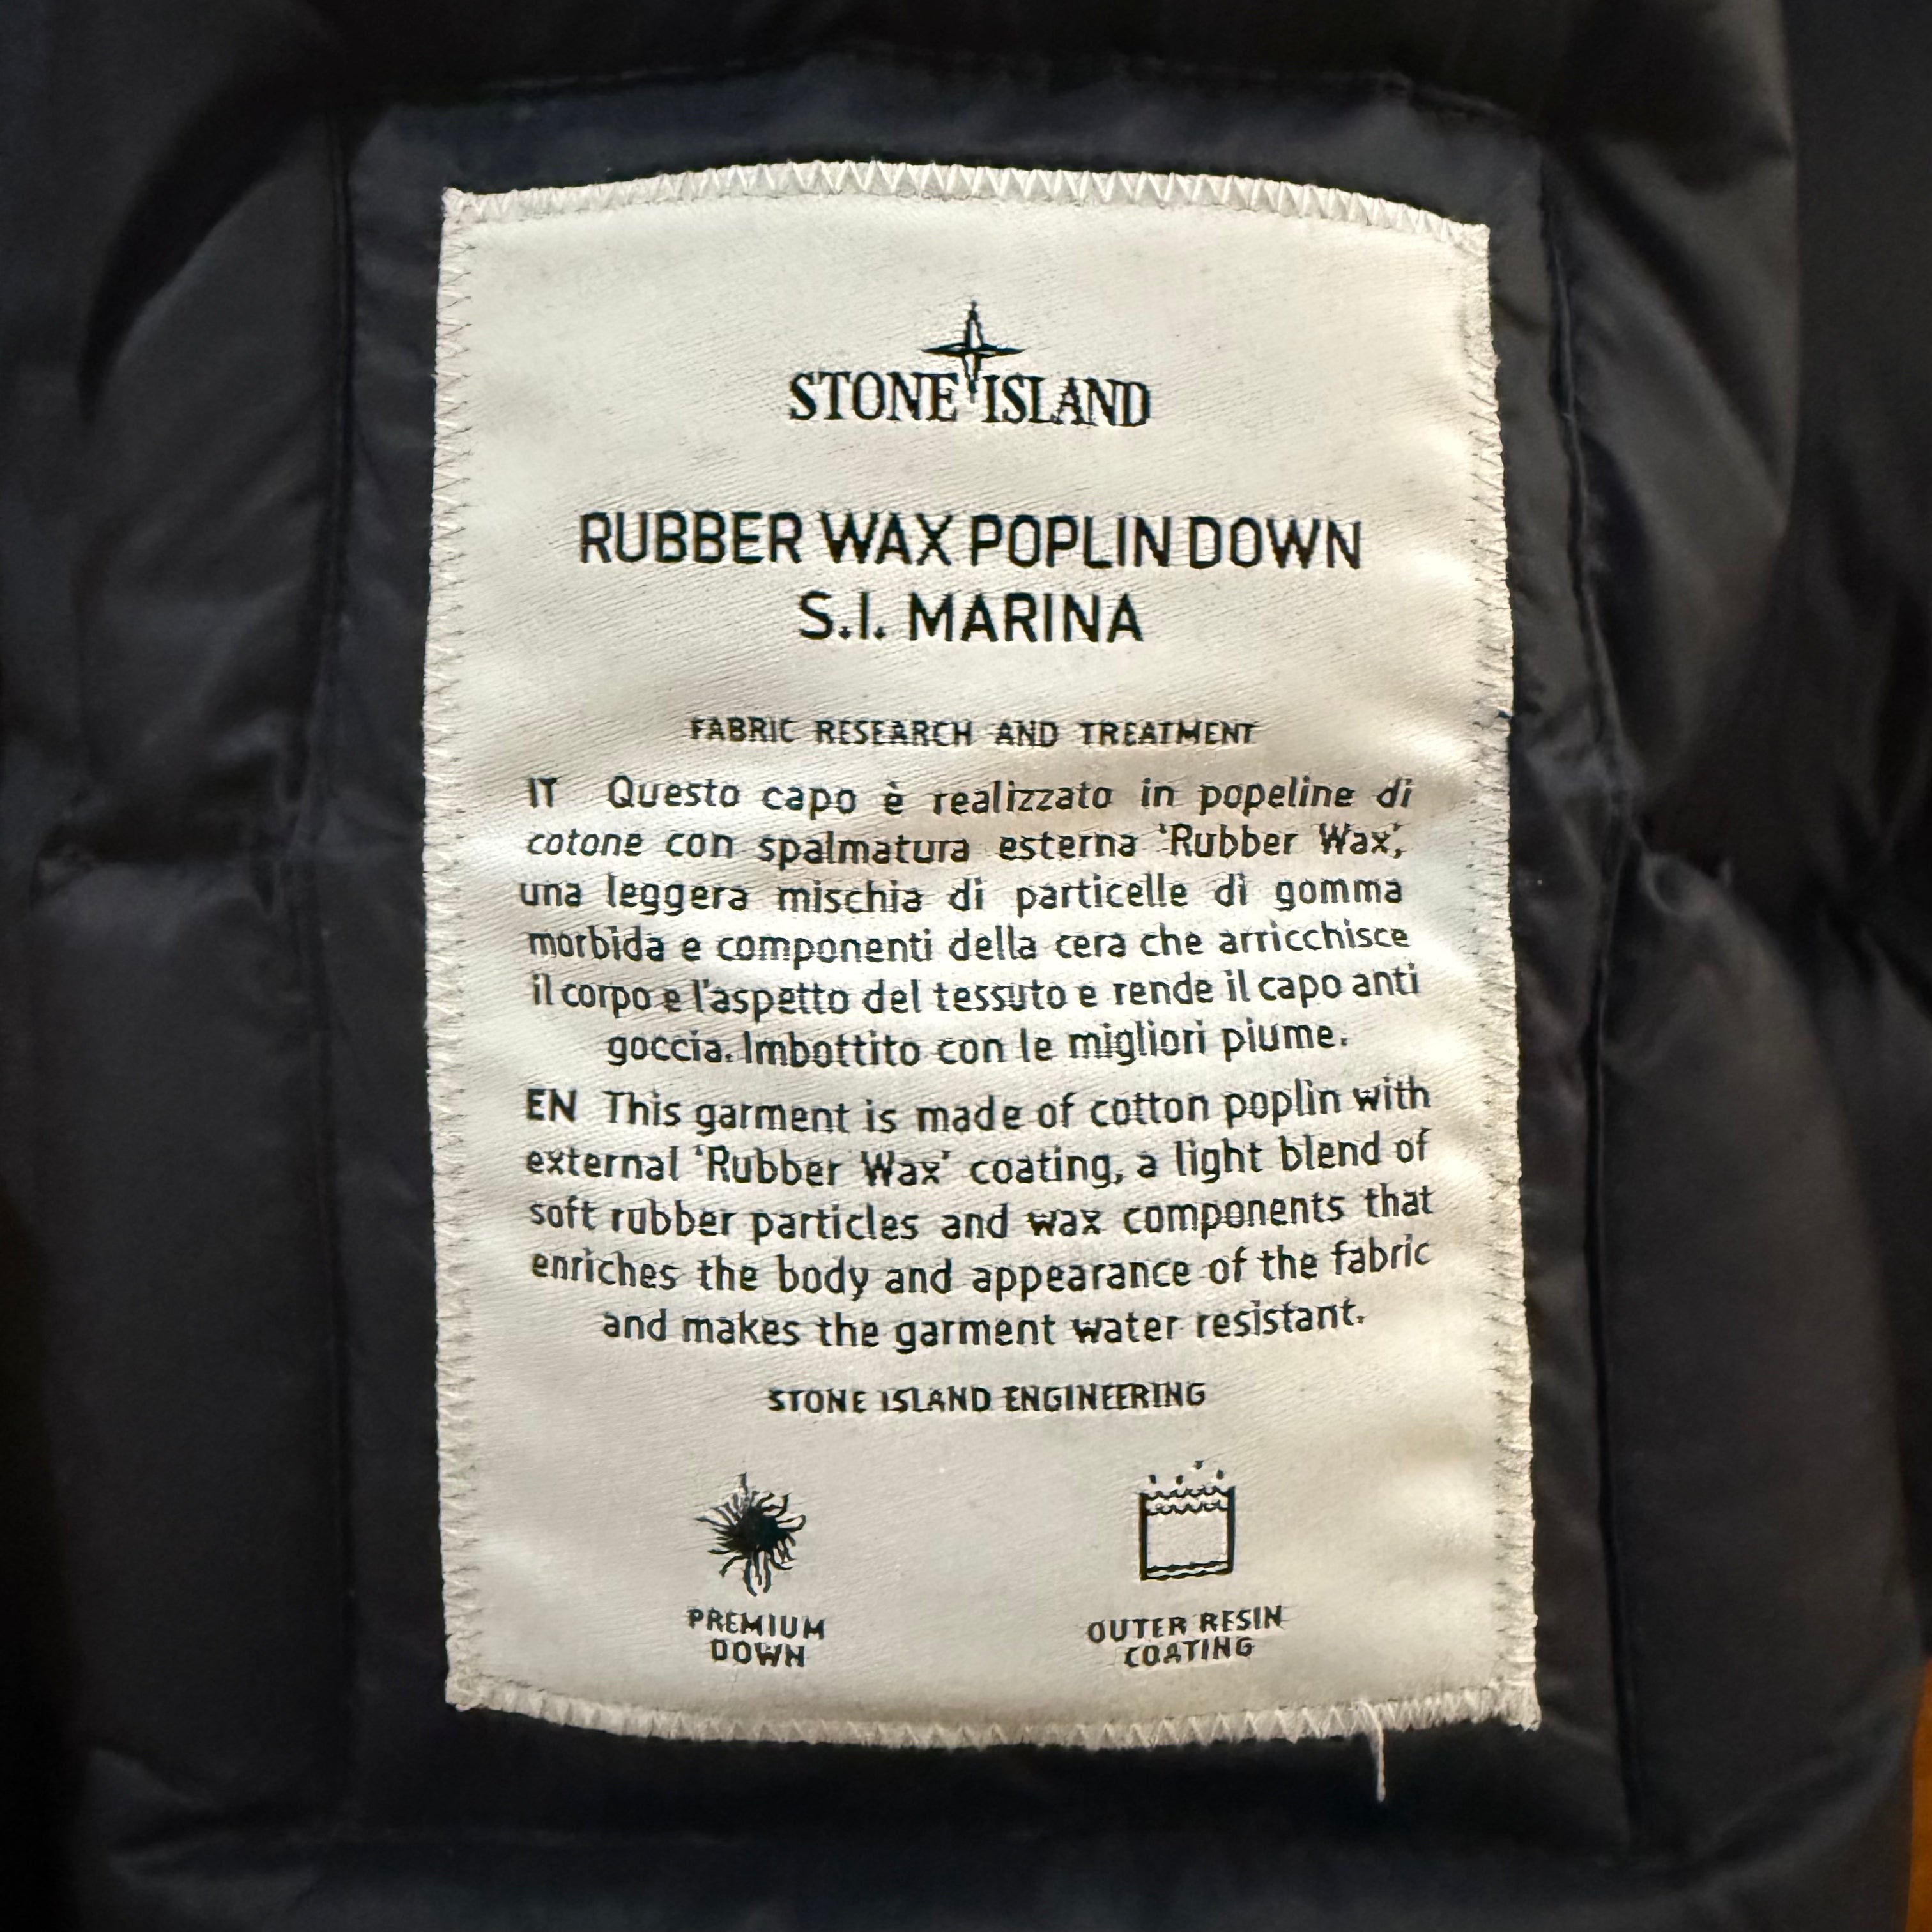 STONE ISLAND
RUBBER WAX POPLIN DOWN
S.I. MARINA
FABRIC RESEARCH AND TREATMENT
IT Questo capo è realizzato in popeline di
cotone con spalmatura esterna 'Rubber Wax',
una leggera mischia di particelle di gomma
morbida e componenti della cera che arricchisce
il corpo e l'aspetto del tessuto e rende il capo anti
goccia. Imbottito con le migliori piume.
EN This garment is made of cotton poplin with
external 'Rubber Wax' coating, a light blend of
soft rubber particles and wax components that
enriches the body and appearance of the fabric
and makes the garment water resistant.
STONE ISLAND ENGINEERING
PREMIUM
DOWN
OUTER RESIN
COATING